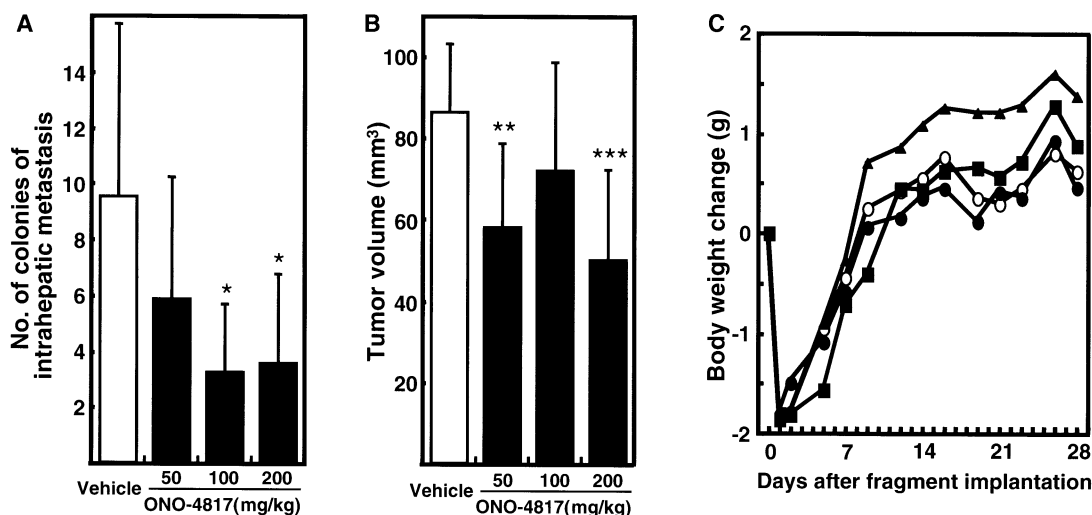 A
No. of colonies of
intrahepatic metastasis
14
12
10
8
6
4
2
*
*
Vehicle
50 100 200
ONO-4817(mg/kg)
B
Tumor volume (mm³)
100
80
60
40
20
**
***
Vehicle
50 100 200
ONO-4817(mg/kg)
C
Body weight change (g)
2
1
0
-1
-2
0 7 14 21 28
Days after fragment implantation